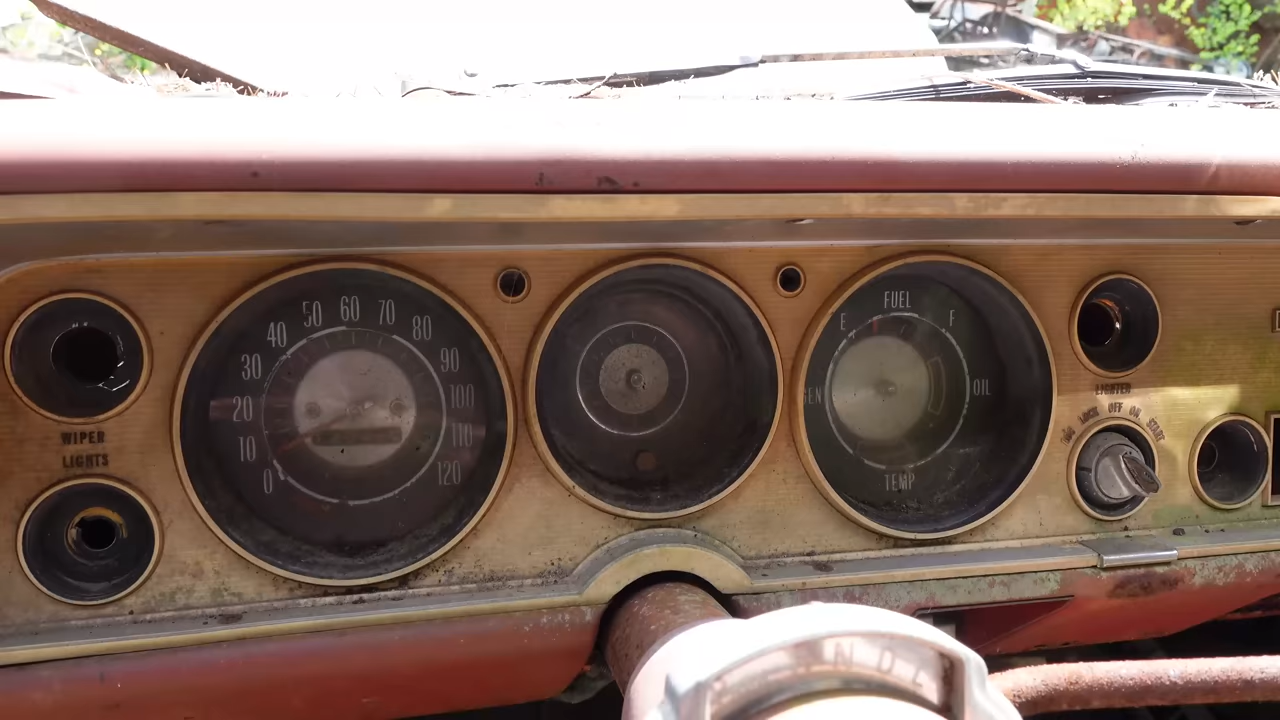 WIPER
LIGHTS
0 10 20 30 40 50 60 70 80 90 100 110 120
FUEL
E F
GEN OIL
TEMP
LIGHTER
LOCK OFF ON START
N D L